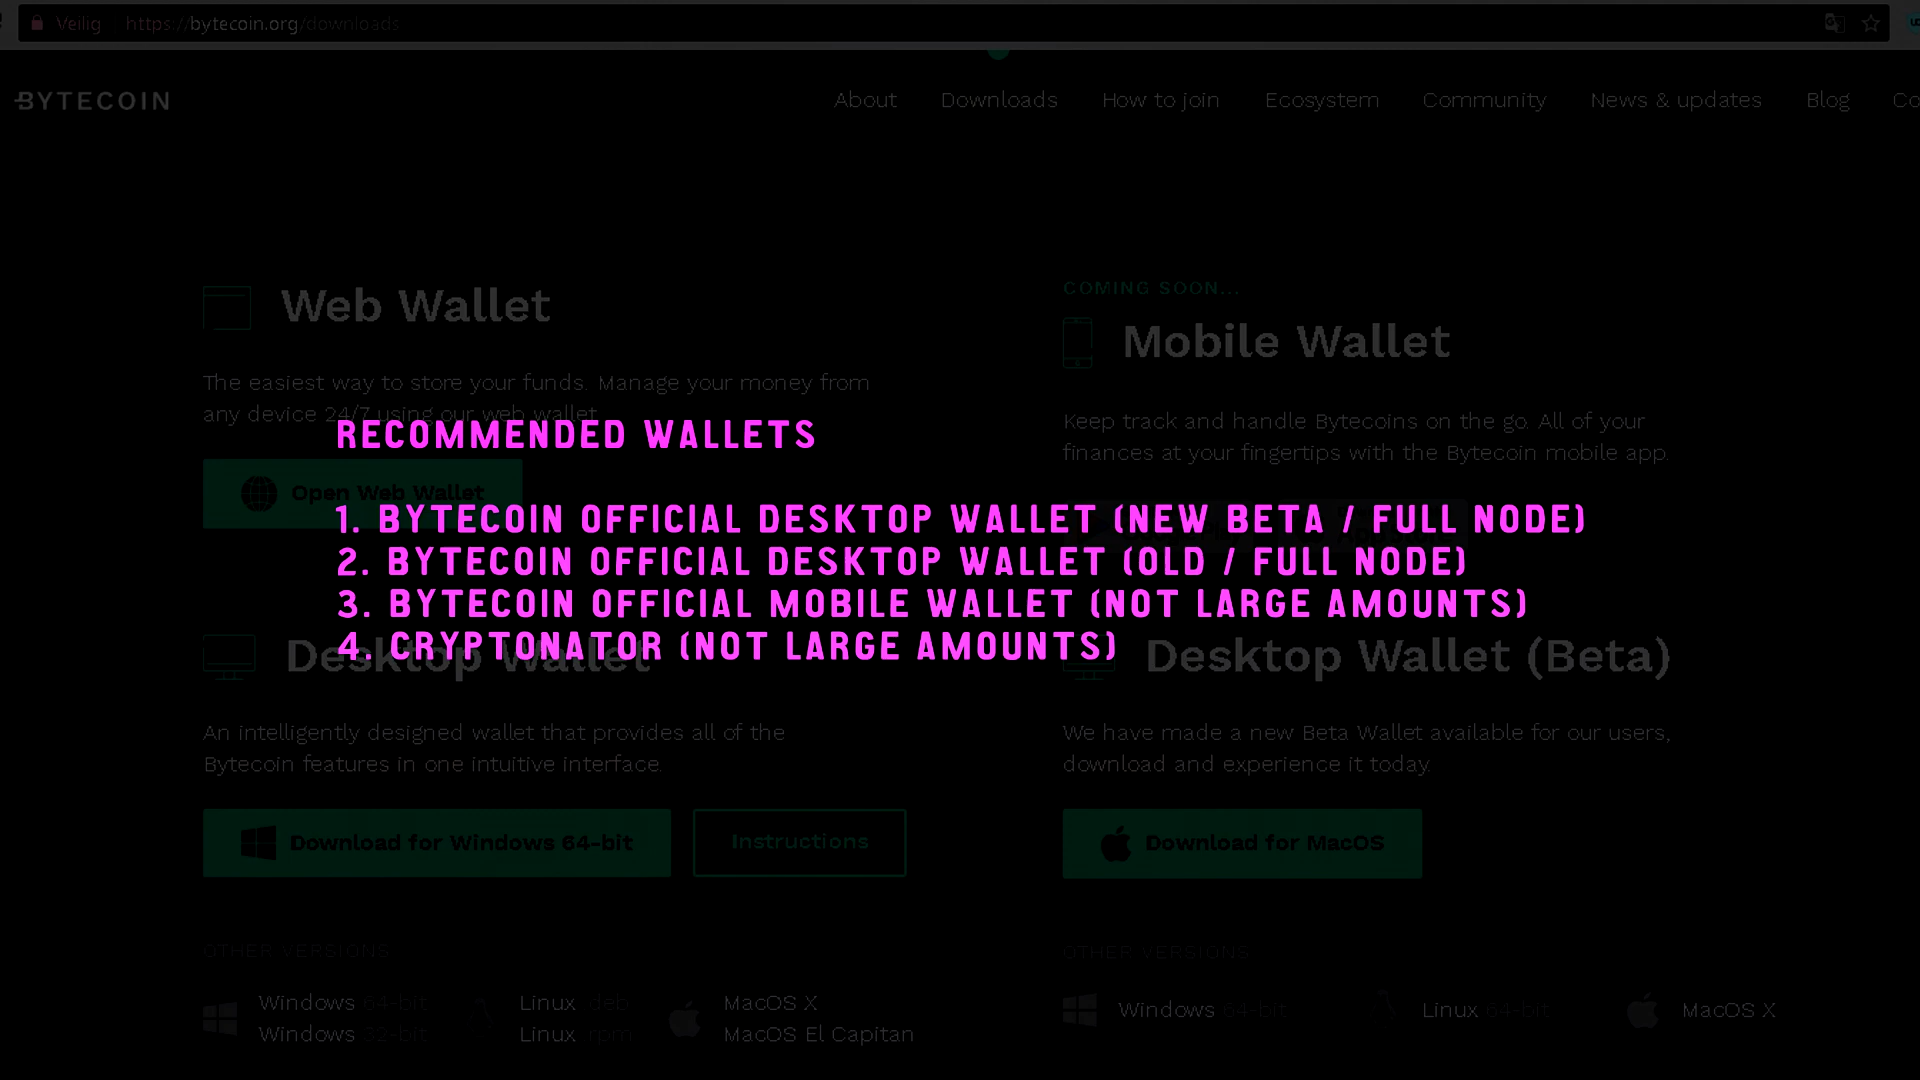 Veilig https://bytecoin.org/downloads
BYTECOIN
About Downloads How to join Ecosystem Community News & updates Blog Co
Web Wallet
The easiest way to store your funds. Manage your money from
any device 24/7 using our web wallet.
Open Web Wallet
COMING SOON...
Mobile Wallet
Keep track and handle Bytecoins on the go. All of your
finances at your fingertips with the Bytecoin mobile app.
RECOMMENDED WALLETS
1. BYTECOIN OFFICIAL DESKTOP WALLET (NEW BETA / FULL NODE)
2. BYTECOIN OFFICIAL DESKTOP WALLET (OLD / FULL NODE)
3. BYTECOIN OFFICIAL MOBILE WALLET (NOT LARGE AMOUNTS)
4. CRYPTONATOR (NOT LARGE AMOUNTS)
Desktop Wallet
An intelligently designed wallet that provides all of the
Bytecoin features in one intuitive interface.
Download for Windows 64-bit
Instructions
OTHER VERSIONS
Windows 64-bit
Windows 32-bit
Linux deb
Linux rpm
MacOS X
MacOS El Capitan
Desktop Wallet (Beta)
We have made a new Beta Wallet available for our users,
download and experience it today.
Download for MacOS
OTHER VERSIONS
Windows 64-bit
Linux 64-bit
MacOS X